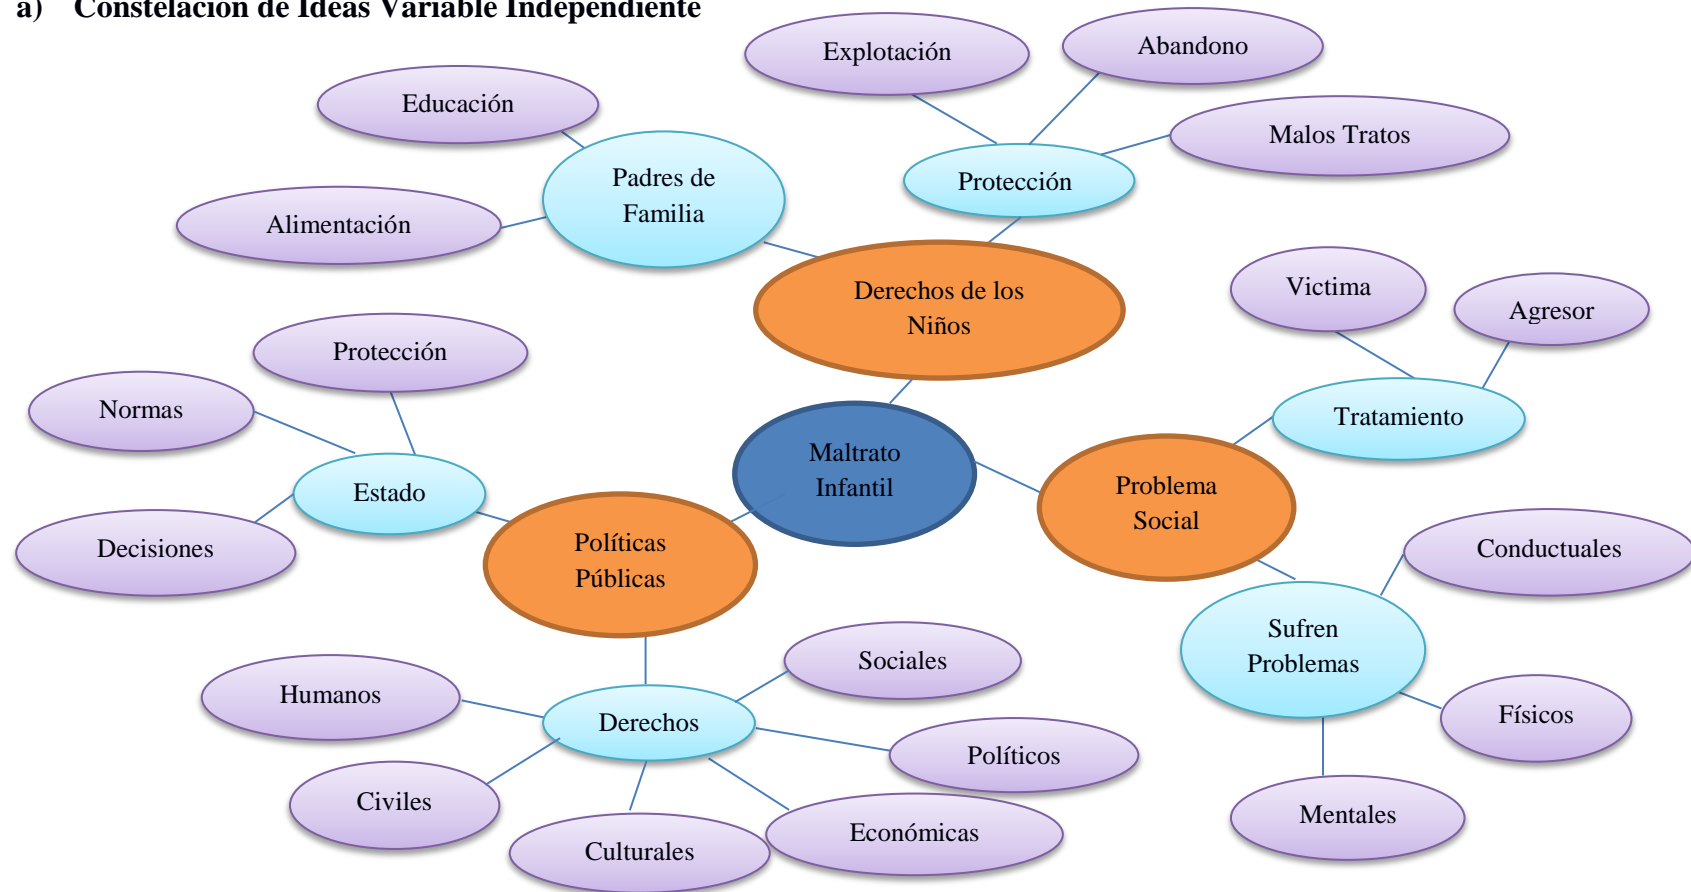 a) Constelación de Ideas Variable Independiente
Explotación
Abandono
Educación
Malos Tratos
Padres de
Familia
Protección
Alimentación
Derechos de los
Niños
Victima
Agresor
Protección
Normas
Tratamiento
Maltrato
Infantil
Problema
Social
Estado
Decisiones
Políticas
Públicas
Conductuales
Sufren
Problemas
Sociales
Humanos
Derechos
Físicos
Políticos
Civiles
Mentales
Económicas
Culturales